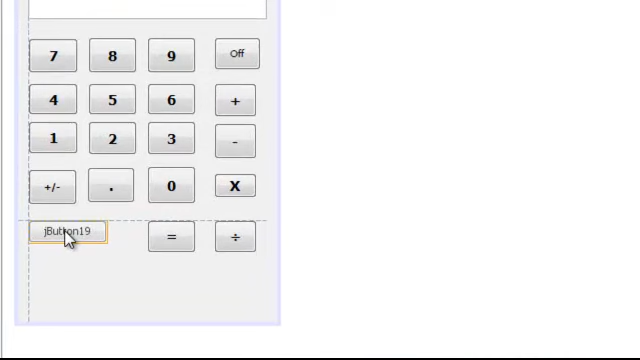 7 8 9 Off
4 5 6 +
1 2 3 -
+/- . 0 X
jButton19 = ÷